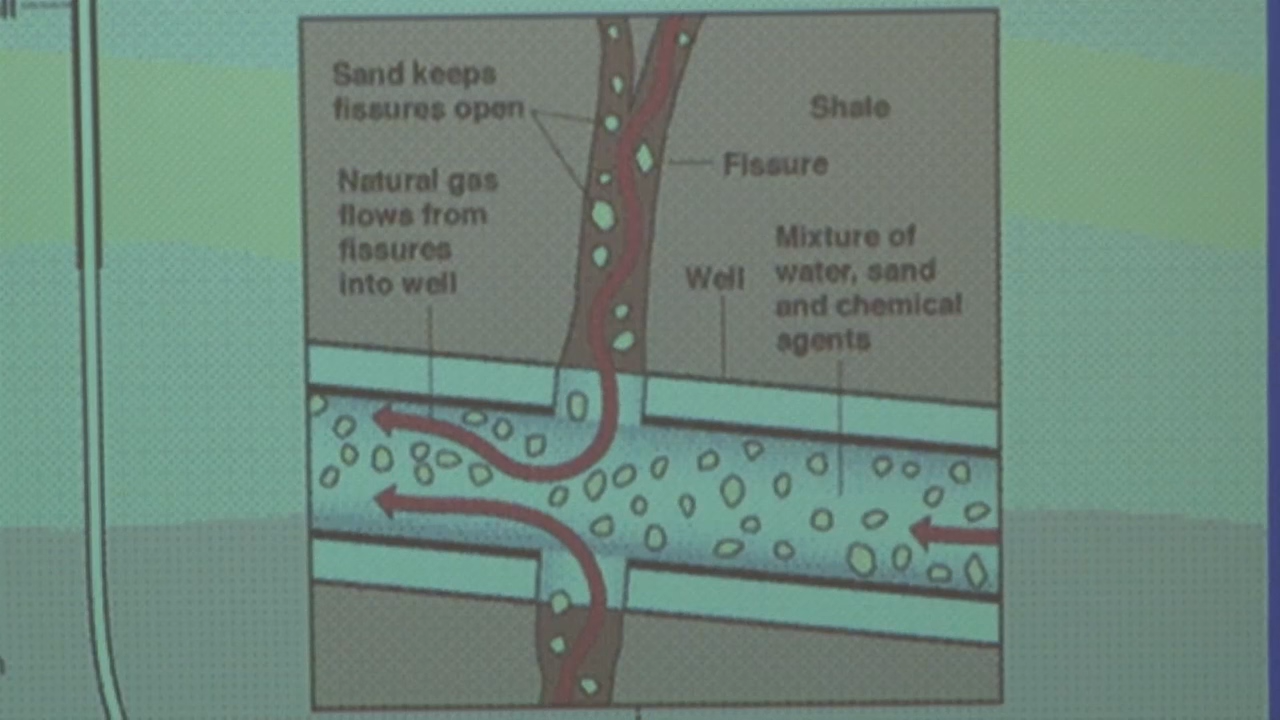 Sand keeps
fissures open
Natural gas
flows from
fissures
into well
Shale
Fissure
Well
Mixture of
water, sand
and chemical
agents